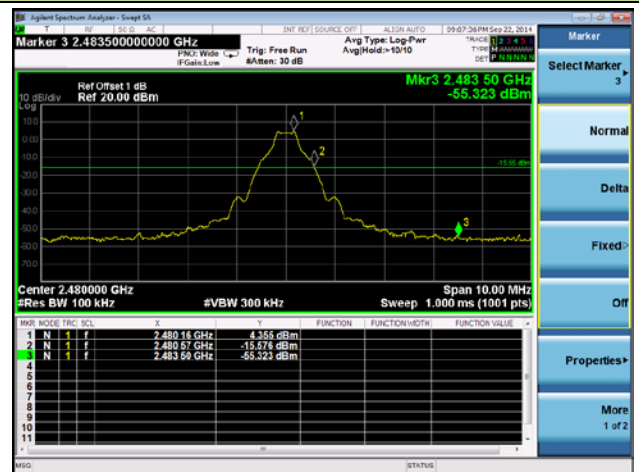 Agilent Spectrum Analyzer - Swept SA
T RF 50 Ω AC INT REF SOURCE OFF ALIGN AUTO 09:07:36 PM Sep 22, 2014
Marker 3 2.483500000000 GHz
PNO: Wide
IFGain:Low
Trig: Free Run
#Atten: 30 dB
Avg Type: Log-Pwr
Avg|Hold:>10/10
TRACE 1 2 3 4 5 6
TYPE M
DET P N N N N N
Ref Offset 1 dB
10 dB/div Ref 20.00 dBm
Log
Mkr3 2.483 50 GHz
-55.323 dBm
10.0
0.00
-10.0
-20.0
-30.0
-40.0
-50.0
-60.0
-70.0
1
2
3
-15.65 dBm
Center 2.480000 GHz Span 10.00 MHz
#Res BW 100 kHz #VBW 300 kHz Sweep 1.000 ms (1001 pts)
MKR MODE TRC SCL X Y FUNCTION FUNCTION WIDTH FUNCTION VALUE
1 N 1 f 2.480 16 GHz 4.355 dBm
2 N 1 f 2.480 57 GHz -15.576 dBm
3 N 1 f 2.483 50 GHz -55.323 dBm
4
5
6
7
8
9
10
11
MSG STATUS
Marker
Select Marker
3
Normal
Delta
Fixed
Off
Properties
More
1 of 2